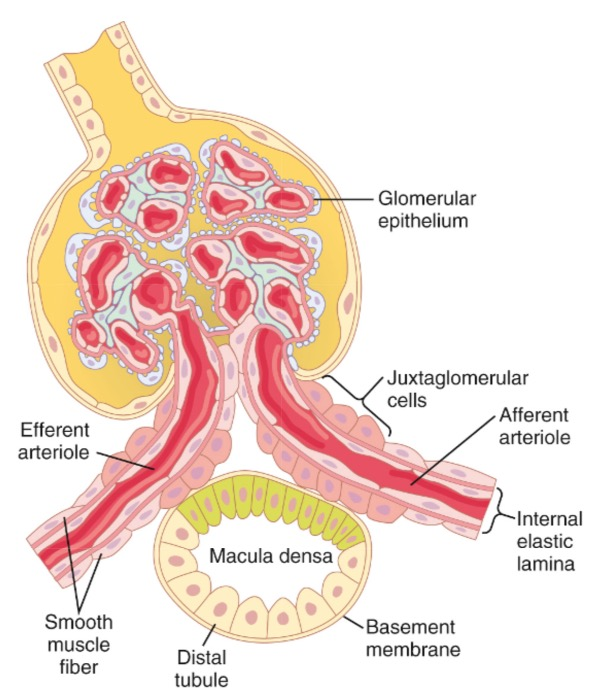 Glomerular
epithelium
Juxtaglomerular
cells
Afferent
arteriole
Efferent
arteriole
Internal
elastic
lamina
Macula densa
Smooth
muscle
fiber
Basement
membrane
Distal
tubule